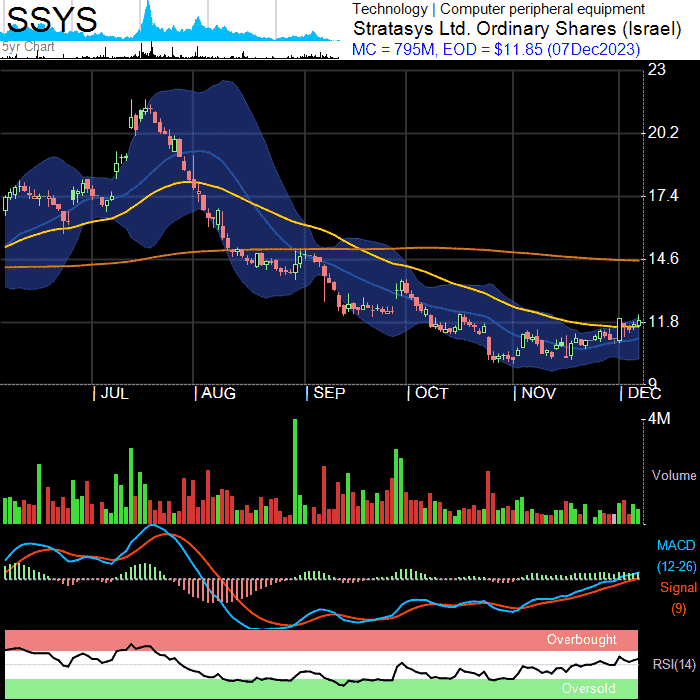 SSYS
5yr Chart
Technology | Computer peripheral equipment
Stratasys Ltd. Ordinary Shares (Israel)
MC = 795M, EOD = $11.85 (07Dec2023)
23
20.2
17.4
14.6
11.8
9
| JUL | AUG | SEP | OCT | NOV | DEC
4M
Volume
MACD
(12-26)
Signal
(9)
Overbought
RSI(14)
Oversold